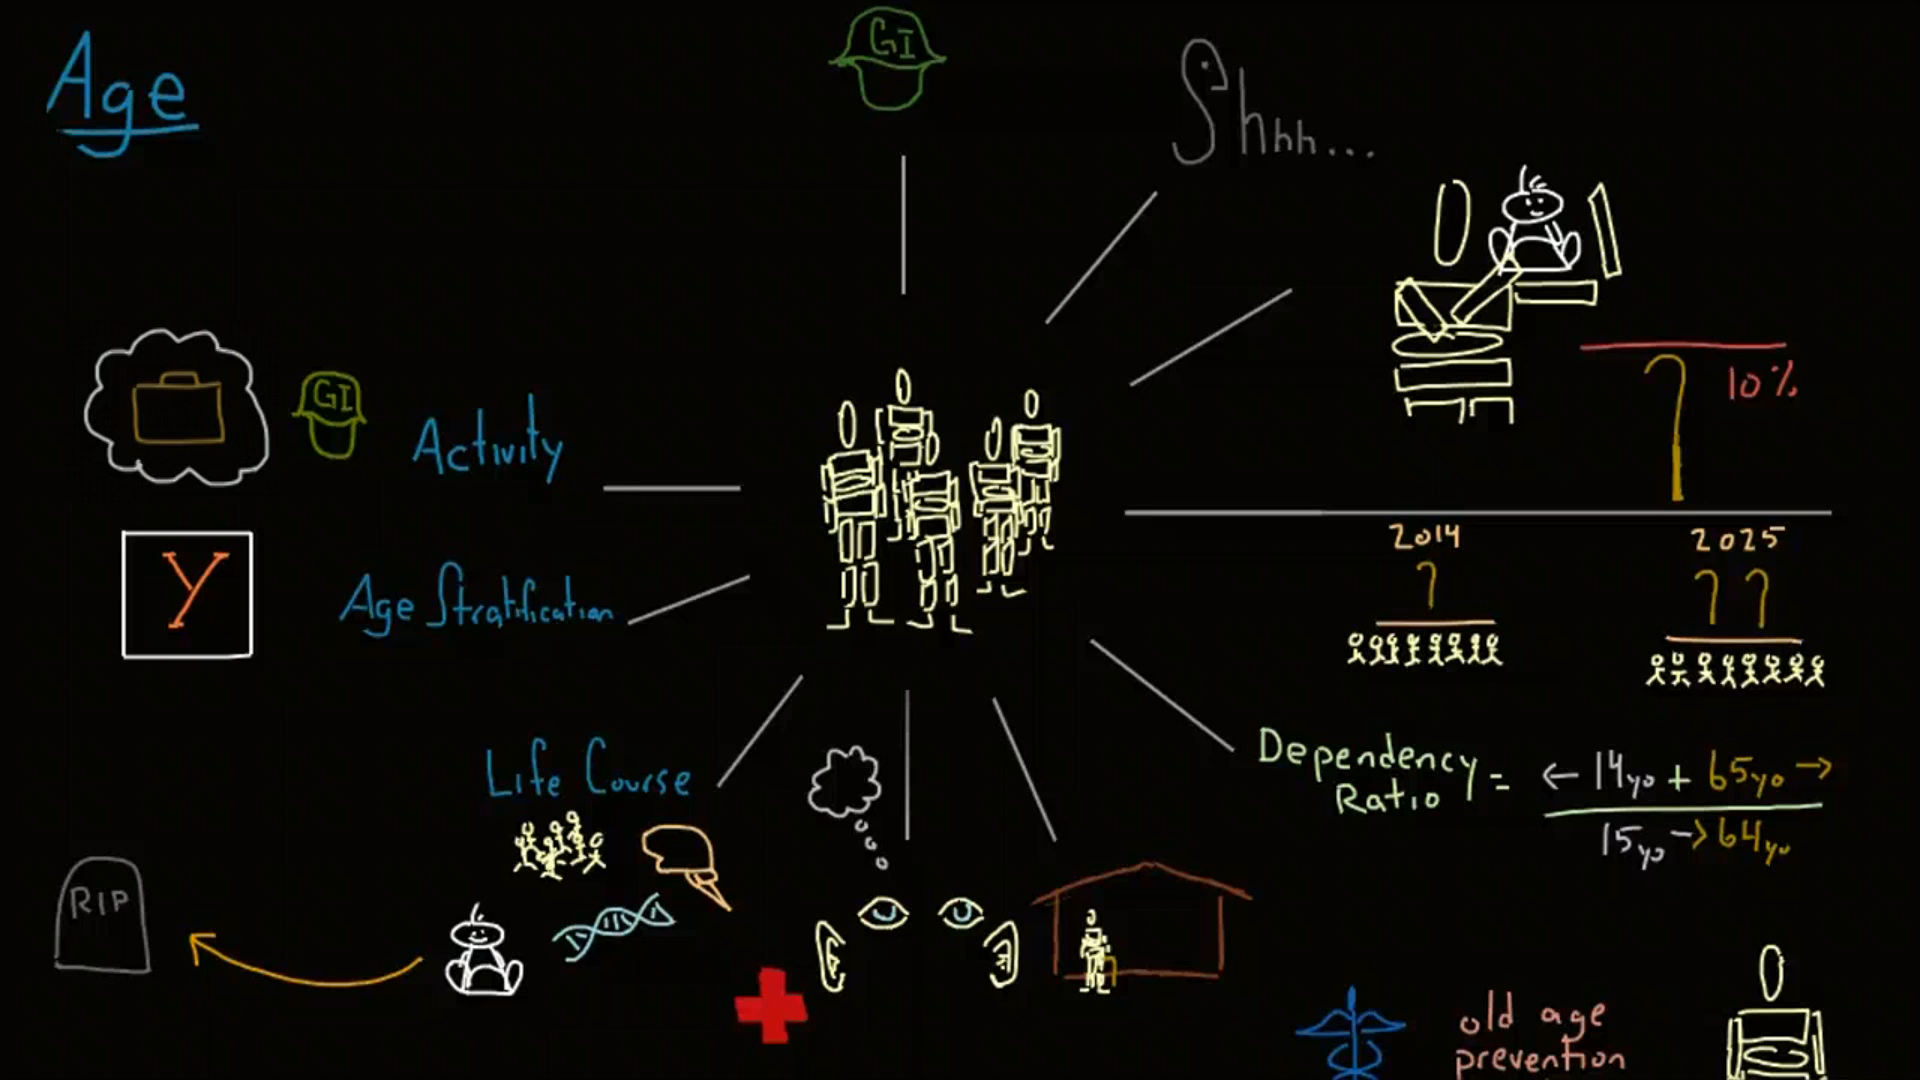 Age
GI
Shhh...
10%
GI
Activity
Y
Age Stratification
2014
2025
Dependency
Ratio
=
← 14yo + 65yo →
15yo → 64yo
Life Course
RIP
old age
prevention